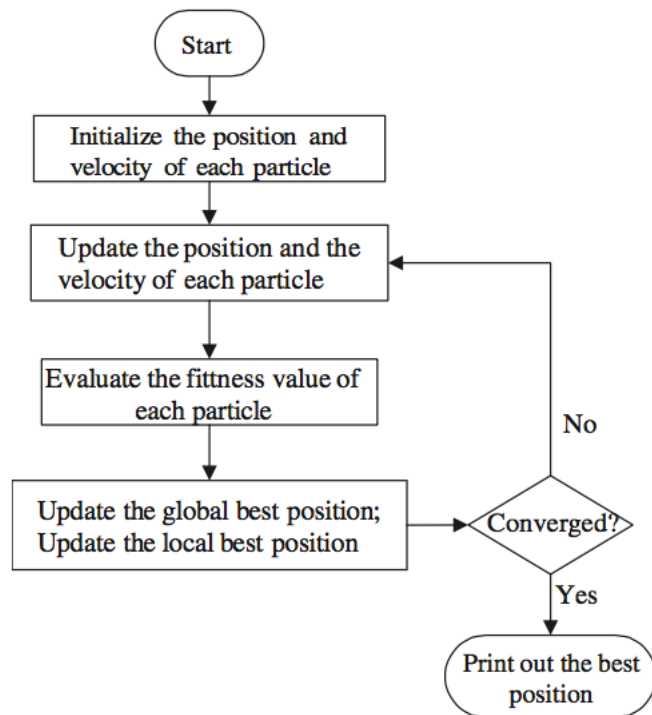 Start
Initialize the position and
velocity of each particle
Update the position and the
velocity of each particle
Evaluate the fittness value of
each particle
Update the global best position;
Update the local best position
Converged?
No
Yes
Print out the best
position